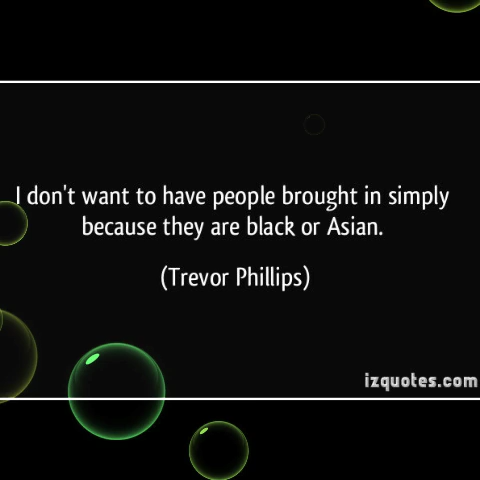 I don't want to have people brought in simply
because they are black or Asian.
(Trevor Phillips)
izquotes.com